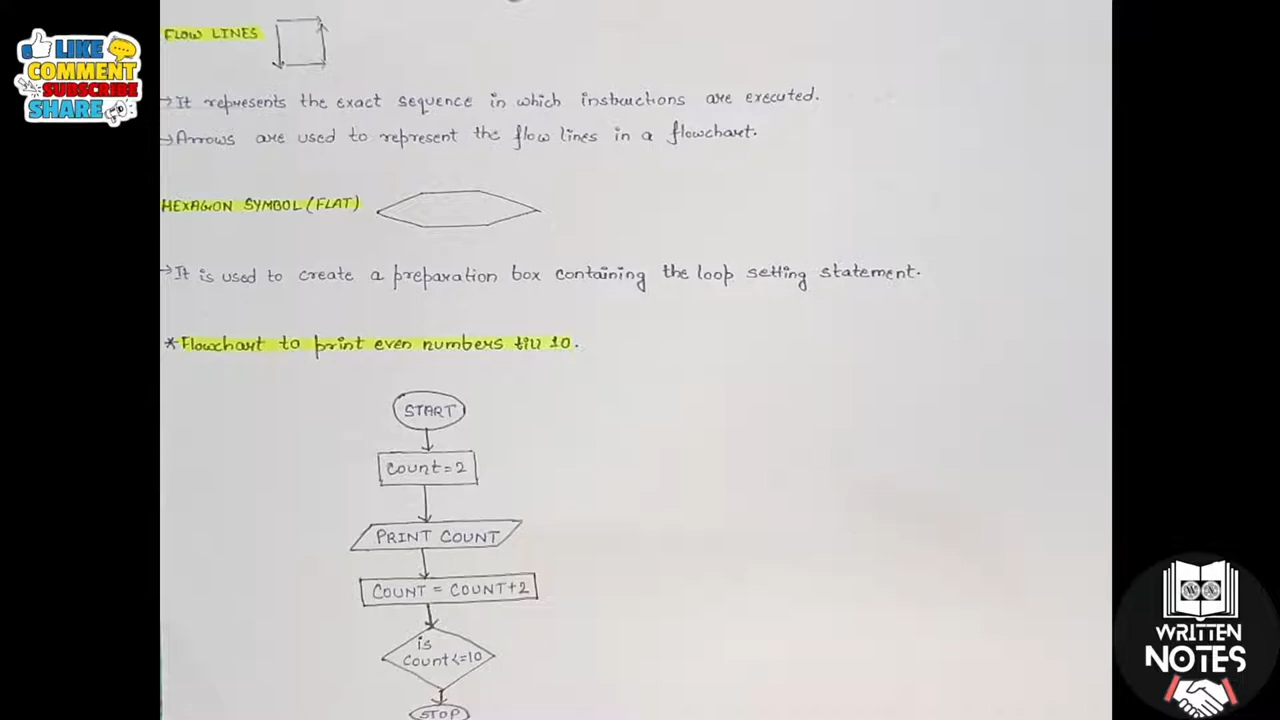 LIKE
COMMENT
SUBSCRIBE
SHARE
FLOW LINES
→It represents the exact sequence in which instructions are executed.
→Arrows are used to represent the flow lines in a flowchart.
HEXAGON SYMBOL (FLAT)
→It is used to create a preparation box containing the loop setting statement.
*Flowchart to print even numbers till 10.
START
Count=2
PRINT COUNT
COUNT = COUNT+2
is
Count<=10
STOP
WRITTEN
NOTES